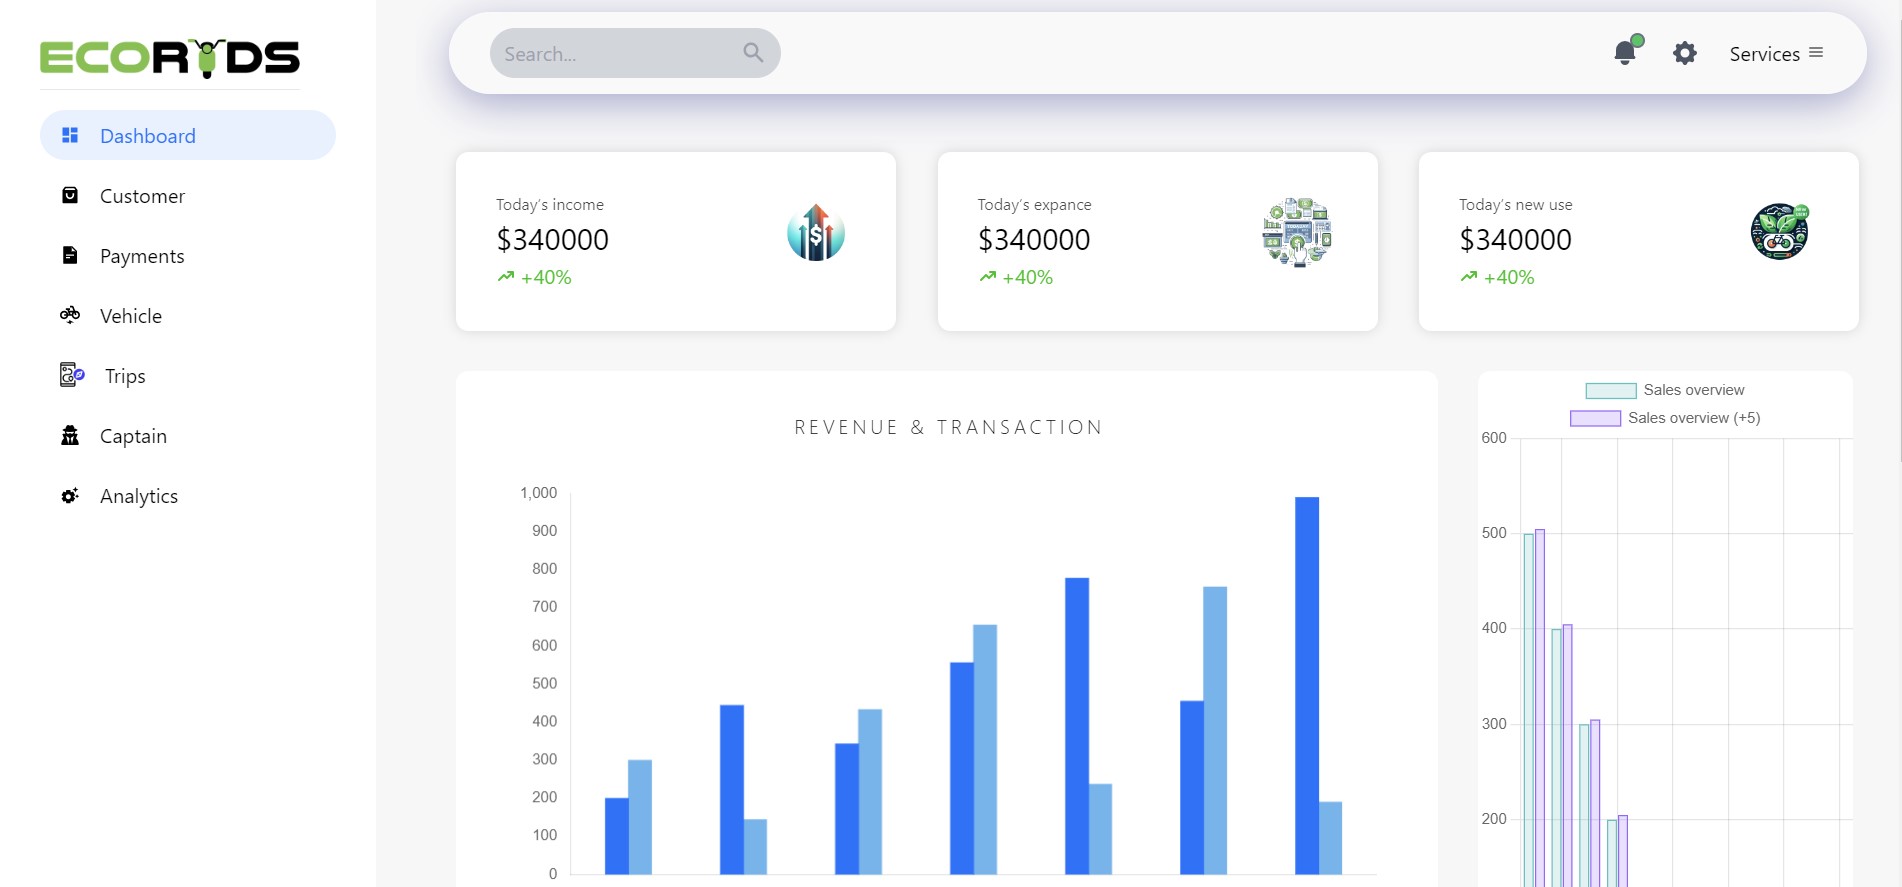 ECORYDS
Dashboard
Customer
Payments
Vehicle
Trips
Captain
Analytics
Search...
Services
Today's income
$340000
+40%
Today's expance
$340000
+40%
Today's new use
$340000
+40%
REVENUE & TRANSACTION
1,000
900
800
700
600
500
400
300
200
100
0
Sales overview
Sales overview (+5)
600
500
400
300
200